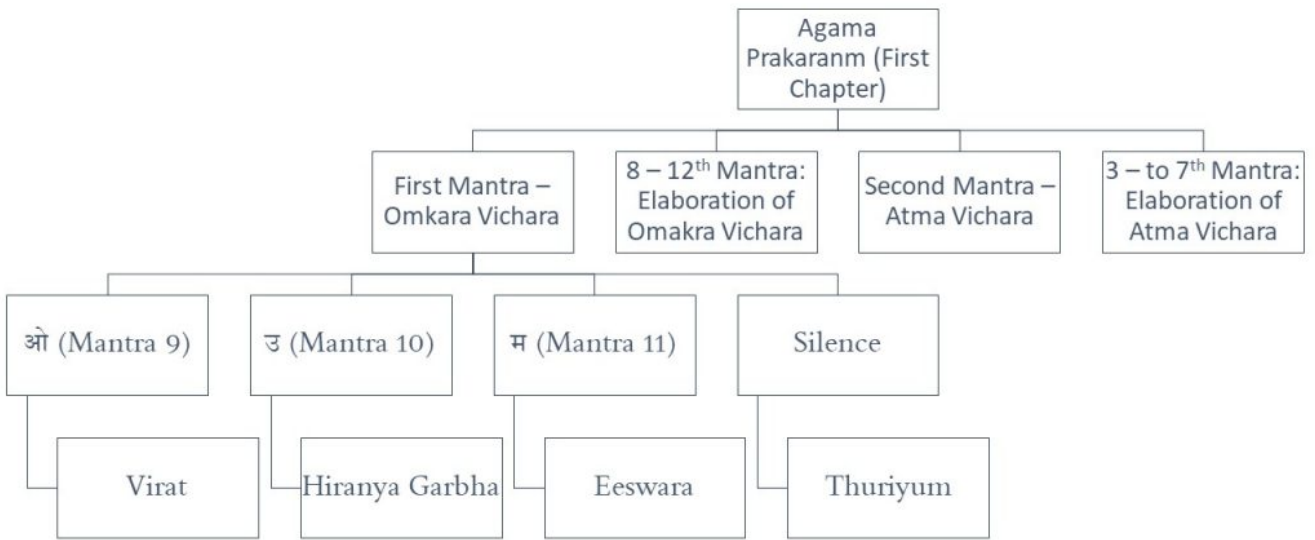 Agama
Prakaranm (First
Chapter)
First Mantra –
Omkara Vichara
8 – 12th Mantra:
Elaboration of
Omakra Vichara
Second Mantra –
Atma Vichara
3 – to 7th Mantra:
Elaboration of
Atma Vichara
ओ (Mantra 9)
उ (Mantra 10)
म (Mantra 11)
Silence
Virat
Hiranya Garbha
Eeswara
Thuriyum